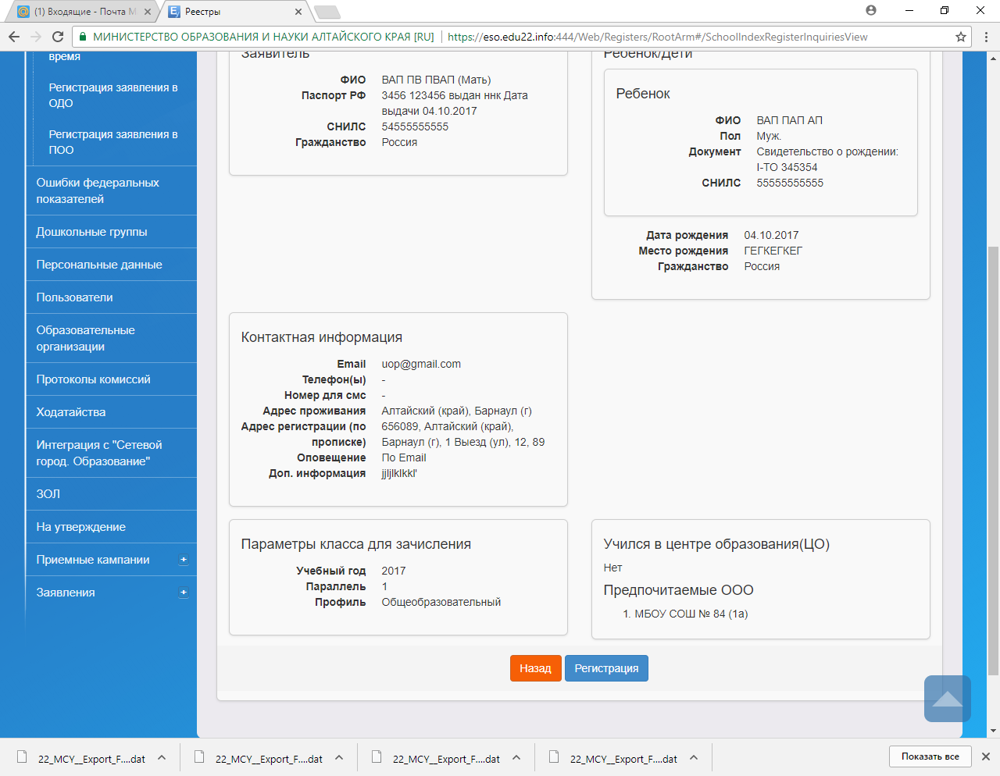 (1) Входящие - Почта M
Реестры
МИНИСТЕРСТВО ОБРАЗОВАНИЯ И НАУКИ АЛТАЙСКОГО КРАЯ [RU]
https://eso.edu22.info:444/Web/Registers/RootArm#/SchoolIndexRegisterInquiriesView
время
Регистрация заявления в
ОДО
Регистрация заявления в
ПОО
Ошибки федеральных
показателей
Дошкольные группы
Персональные данные
Пользователи
Образовательные
организации
Протоколы комиссий
Ходатайства
Интеграция с "Сетевой
город. Образование"
ЗОЛ
На утверждение
Приемные кампании
Заявления
Заявитель
ФИО ВАП ПВ ПВАП (Мать)
Паспорт РФ 3456 123456 выдан ннк Дата
выдачи 04.10.2017
СНИЛС 54555555555
Гражданство Россия
Ребенок/Дети
Ребенок
ФИО ВАП ПАП АП
Пол Муж.
Документ Свидетельство о рождении:
I-ТО 345354
СНИЛС 55555555555
Дата рождения 04.10.2017
Место рождения ГЕГКЕГКЕГ
Гражданство Россия
Контактная информация
Email uop@gmail.com
Телефон(ы) -
Номер для смс -
Адрес проживания Алтайский (край), Барнаул (г)
Адрес регистрации (по 656089, Алтайский (край),
прописке) Барнаул (г), 1 Выезд (ул), 12, 89
Оповещение По Email
Доп. информация jjljlklkkl'
Параметры класса для зачисления
Учебный год 2017
Параллель 1
Профиль Общеобразовательный
Учился в центре образования(ЦО)
Нет
Предпочитаемые ООО
1. МБОУ СОШ № 84 (1а)
Назад
Регистрация
22_MCY__Export_F....dat
22_MCY__Export_F....dat
22_MCY__Export_F....dat
22_MCY__Export_F....dat
Показать все